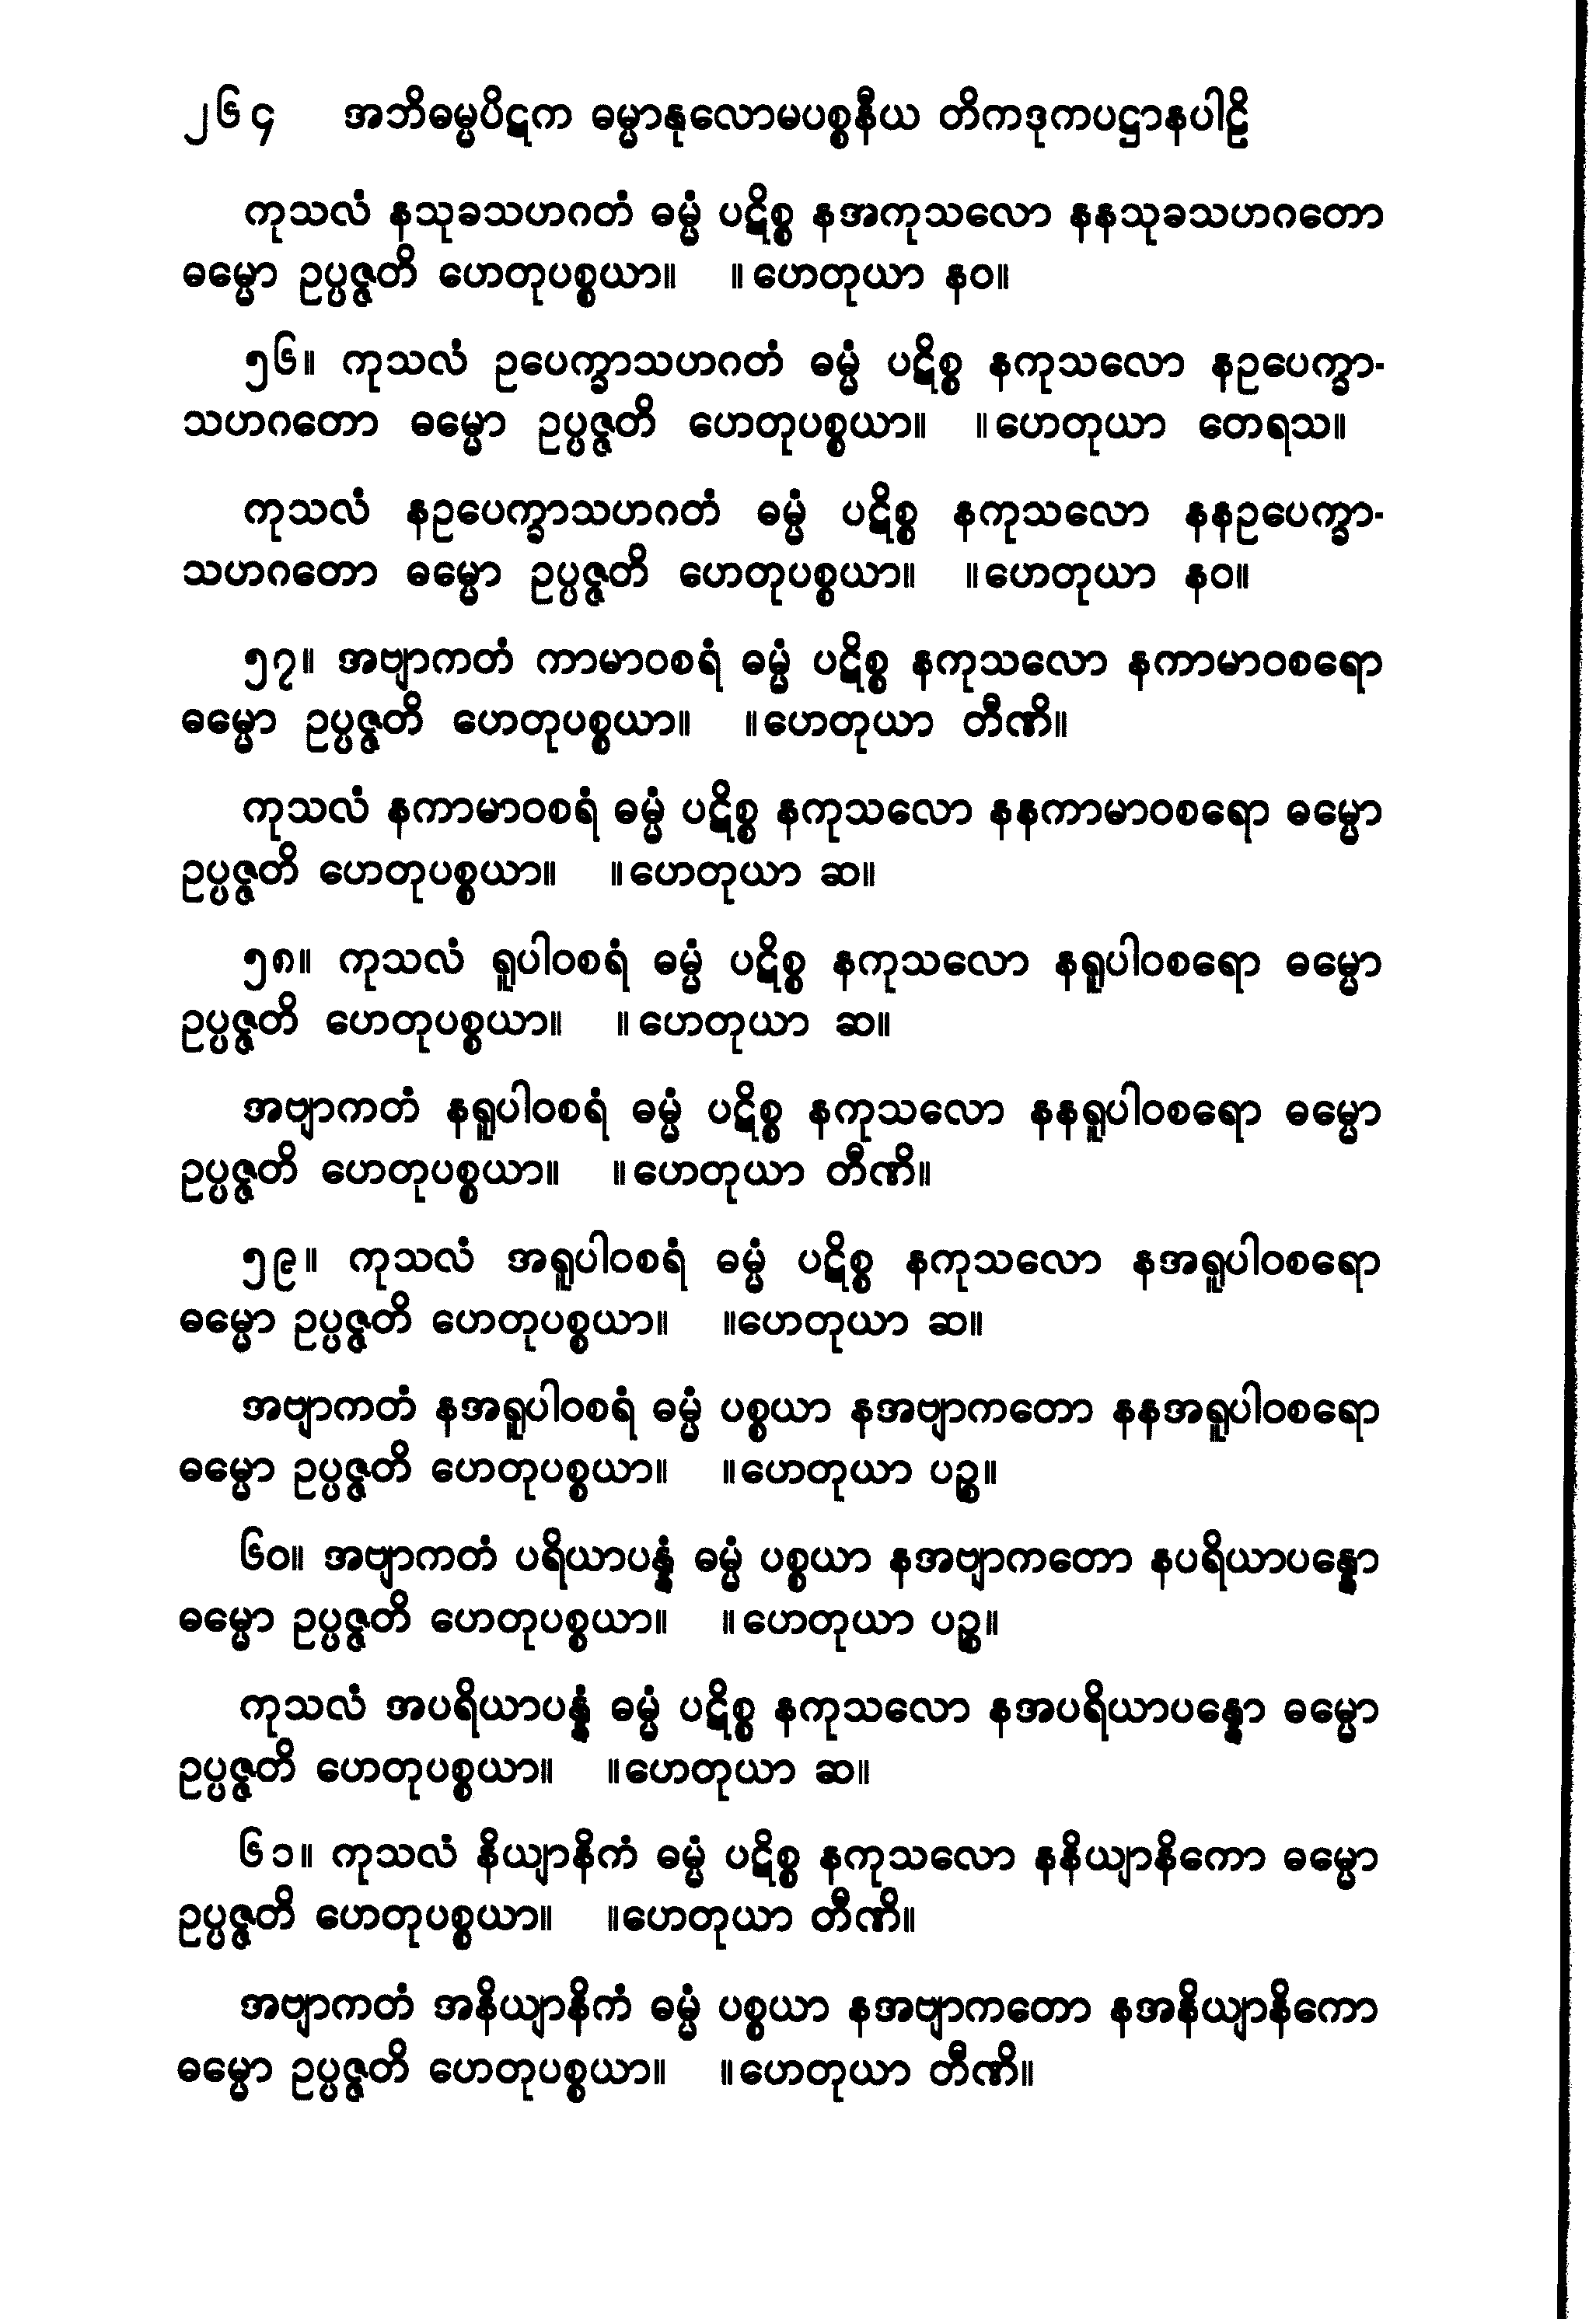 ၂၆၄ အဘိဓမ္မပိဋက ဓမ္မာနုလောမပစ္စနီယ တိကဒုကပဋ္ဌာနပါဠိ
ကုသလံ နသုခသဟဂတံ ဓမ္မံ ပဋိစ္စ နအကုသလော နနသုခသဟဂတော
ဓမ္မော ဥပ္ပဇ္ဇတိ ဟေတုပစ္စယာ။ ။ ဟေတုယာ နဝ။
၅၆။ ကုသလံ ဥပေက္ခာသဟဂတံ ဓမ္မံ ပဋိစ္စ နကုသလော နဥပေက္ခာ-
သဟဂတော ဓမ္မော ဥပ္ပဇ္ဇတိ ဟေတုပစ္စယာ။ ။ ဟေတုယာ တေရသ။
ကုသလံ နဥပေက္ခာသဟဂတံ ဓမ္မံ ပဋိစ္စ နကုသလော နနဥပေက္ခာ-
သဟဂတော ဓမ္မော ဥပ္ပဇ္ဇတိ ဟေတုပစ္စယာ။ ။ ဟေတုယာ နဝ။
၅၇။ အဗျာကတံ ကာမာဝစရံ ဓမ္မံ ပဋိစ္စ နကုသလော နကာမာဝစရော
ဓမ္မော ဥပ္ပဇ္ဇတိ ဟေတုပစ္စယာ။ ။ ဟေတုယာ တီဏိ။
ကုသလံ နကာမာဝစရံ ဓမ္မံ ပဋိစ္စ နကုသလော နနကာမာဝစရော ဓမ္မော
ဥပ္ပဇ္ဇတိ ဟေတုပစ္စယာ။ ။ ဟေတုယာ ဆ။
၅၈။ ကုသလံ ရူပါဝစရံ ဓမ္မံ ပဋိစ္စ နကုသလော နရူပါဝစရော ဓမ္မော
ဥပ္ပဇ္ဇတိ ဟေတုပစ္စယာ။ ။ ဟေတုယာ ဆ။
အဗျာကတံ နရူပါဝစရံ ဓမ္မံ ပဋိစ္စ နကုသလော နနရူပါဝစရော ဓမ္မော
ဥပ္ပဇ္ဇတိ ဟေတုပစ္စယာ။ ။ ဟေတုယာ တီဏိ။
၅၉။ ကုသလံ အရူပါဝစရံ ဓမ္မံ ပဋိစ္စ နကုသလော နအရူပါဝစရော
ဓမ္မော ဥပ္ပဇ္ဇတိ ဟေတုပစ္စယာ။ ။ဟေတုယာ ဆ။
အဗျာကတံ နအရူပါဝစရံ ဓမ္မံ ပစ္စယာ နအဗျာကတော နနအရူပါဝစရော
ဓမ္မော ဥပ္ပဇ္ဇတိ ဟေတုပစ္စယာ။ ။ ဟေတုယာ ပဉ္စ။
၆၀။ အဗျာကတံ ပရိယာပန္နံ ဓမ္မံ ပစ္စယာ နအဗျာကတော နပရိယာပန္နော
ဓမ္မော ဥပ္ပဇ္ဇတိ ဟေတုပစ္စယာ။ ။ ဟေတုယာ ပဉ္စ။
ကုသလံ အပရိယာပန္နံ ဓမ္မံ ပဋိစ္စ နကုသလော နအပရိယာပန္နော ဓမ္မော
ဥပ္ပဇ္ဇတိ ဟေတုပစ္စယာ။ ။ဟေတုယာ ဆ။
၆၁။ ကုသလံ နိယျာနိကံ ဓမ္မံ ပဋိစ္စ နကုသလော နနိယျာနိကော ဓမ္မော
ဥပ္ပဇ္ဇတိ ဟေတုပစ္စယာ။ ။ဟေတုယာ တီဏိ။
အဗျာကတံ အနိယျာနိကံ ဓမ္မံ ပစ္စယာ နအဗျာကတော နအနိယျာနိကော
ဓမ္မော ဥပ္ပဇ္ဇတိ ဟေတုပစ္စယာ။ ။ ဟေတုယာ တီဏိ။